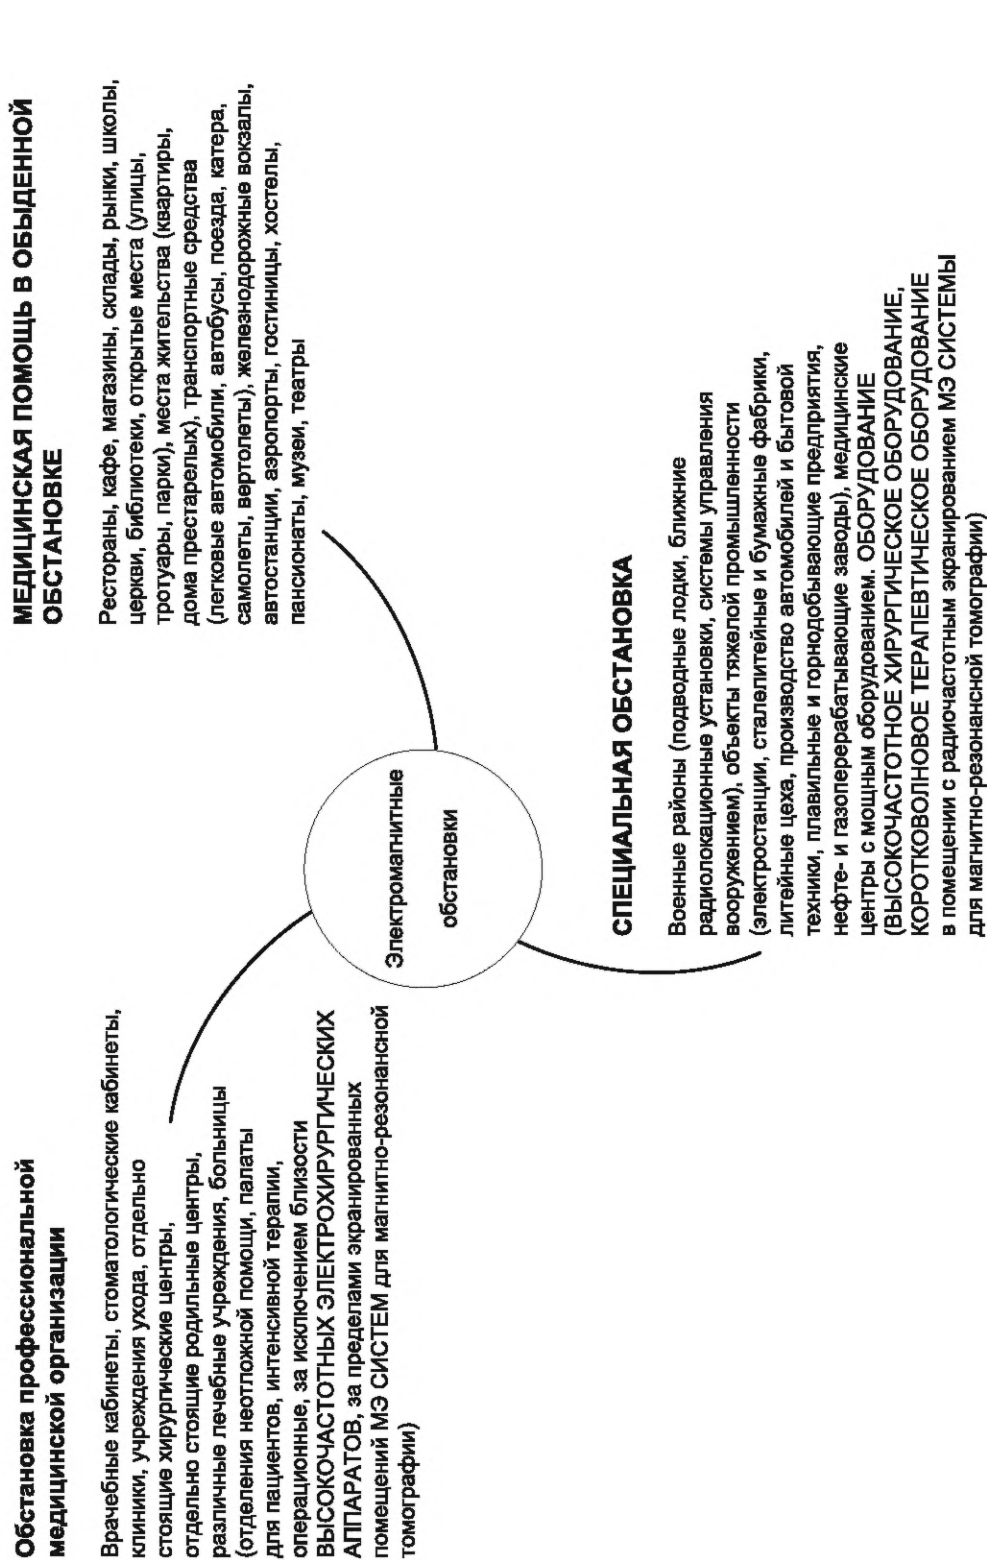 Обстановка профессиональной
медицинской организации
Врачебные кабинеты, стоматологические кабинеты,
клиники, учреждения ухода, отдельно
стоящие хирургические центры,
отдельно стоящие родильные центры,
различные лечебные учреждения, больницы
(отделения неотложной помощи, палаты
для пациентов, интенсивной терапии,
операционные, за исключением близости
ВЫСОКОЧАСТОТНЫХ ЭЛЕКТРОХИРУРГИЧЕСКИХ
АППАРАТОВ, за пределами экранированных
помещений МЭ СИСТЕМ для магнитно-резонансной
томографии)
МЕДИЦИНСКАЯ ПОМОЩЬ В ОБЫДЕННОЙ
ОБСТАНОВКЕ
Рестораны, кафе, магазины, склады, рынки, школы,
церкви, библиотеки, открытые места (улицы,
тротуары, парки), места жительства (квартиры,
дома престарелых), транспортные средства
(легковые автомобили, автобусы, поезда, катера,
самолеты, вертолеты), железнодорожные вокзалы,
автостанции, аэропорты, гостиницы, хостелы,
пансионаты, музеи, театры
Электромагнитные
обстановки
СПЕЦИАЛЬНАЯ ОБСТАНОВКА
Военные районы (подводные лодки, ближние
радиолокационные установки, системы управления
вооружением), объекты тяжелой промышленности
(электростанции, сталелитейные и бумажные фабрики,
литейные цеха, производство автомобилей и бытовой
техники, плавильные и горнодобывающие предприятия,
нефте- и газоперерабатывающие заводы), медицинские
центры с мощным оборудованием. ОБОРУДОВАНИЕ
(ВЫСОКОЧАСТОТНОЕ ХИРУРГИЧЕСКОЕ ОБОРУДОВАНИЕ,
КОРОТКОВОЛНОВОЕ ТЕРАПЕВТИЧЕСКОЕ ОБОРУДОВАНИЕ
в помещении с радиочастотным экранированием МЭ СИСТЕМЫ
для магнитно-резонансной томографии)